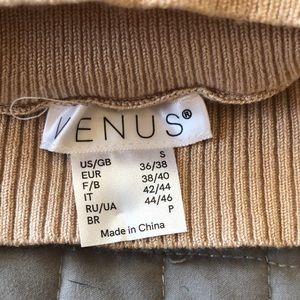 VENUS®
US/GB S
EUR 36/38
F/B 38/40
IT 42/44
RU/UA 44/46
BR P
Made in China